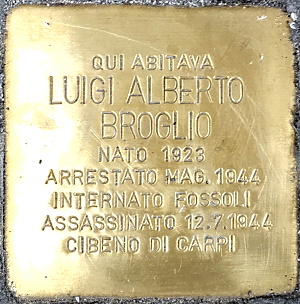 QUI ABITAVA
LUIGI ALBERTO
BROGLIO
NATO 1923
ARRESTATO MAG. 1944
INTERNATO FOSSOLI
ASSASSINATO 12.7.1944
CIBENO DI CARPI